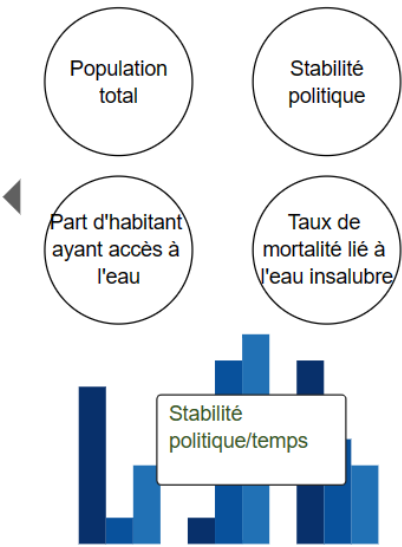 Population
total
Stabilité
politique
Part d'habitant
ayant accès à
l'eau
Taux de
mortalité lié à
l'eau insalubre
Stabilité
politique/temps